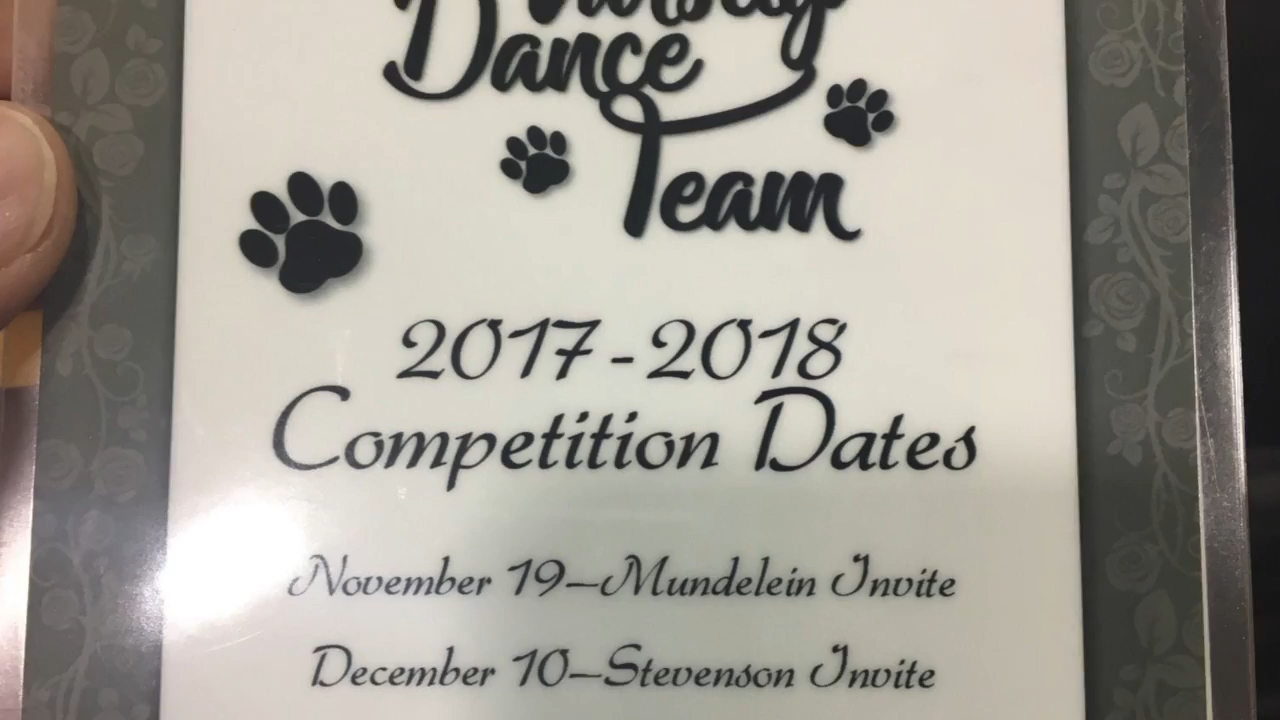 Dance
Team
2017-2018
Competition Dates
November 19—Mundelein Invite
December 10—Stevenson Invite